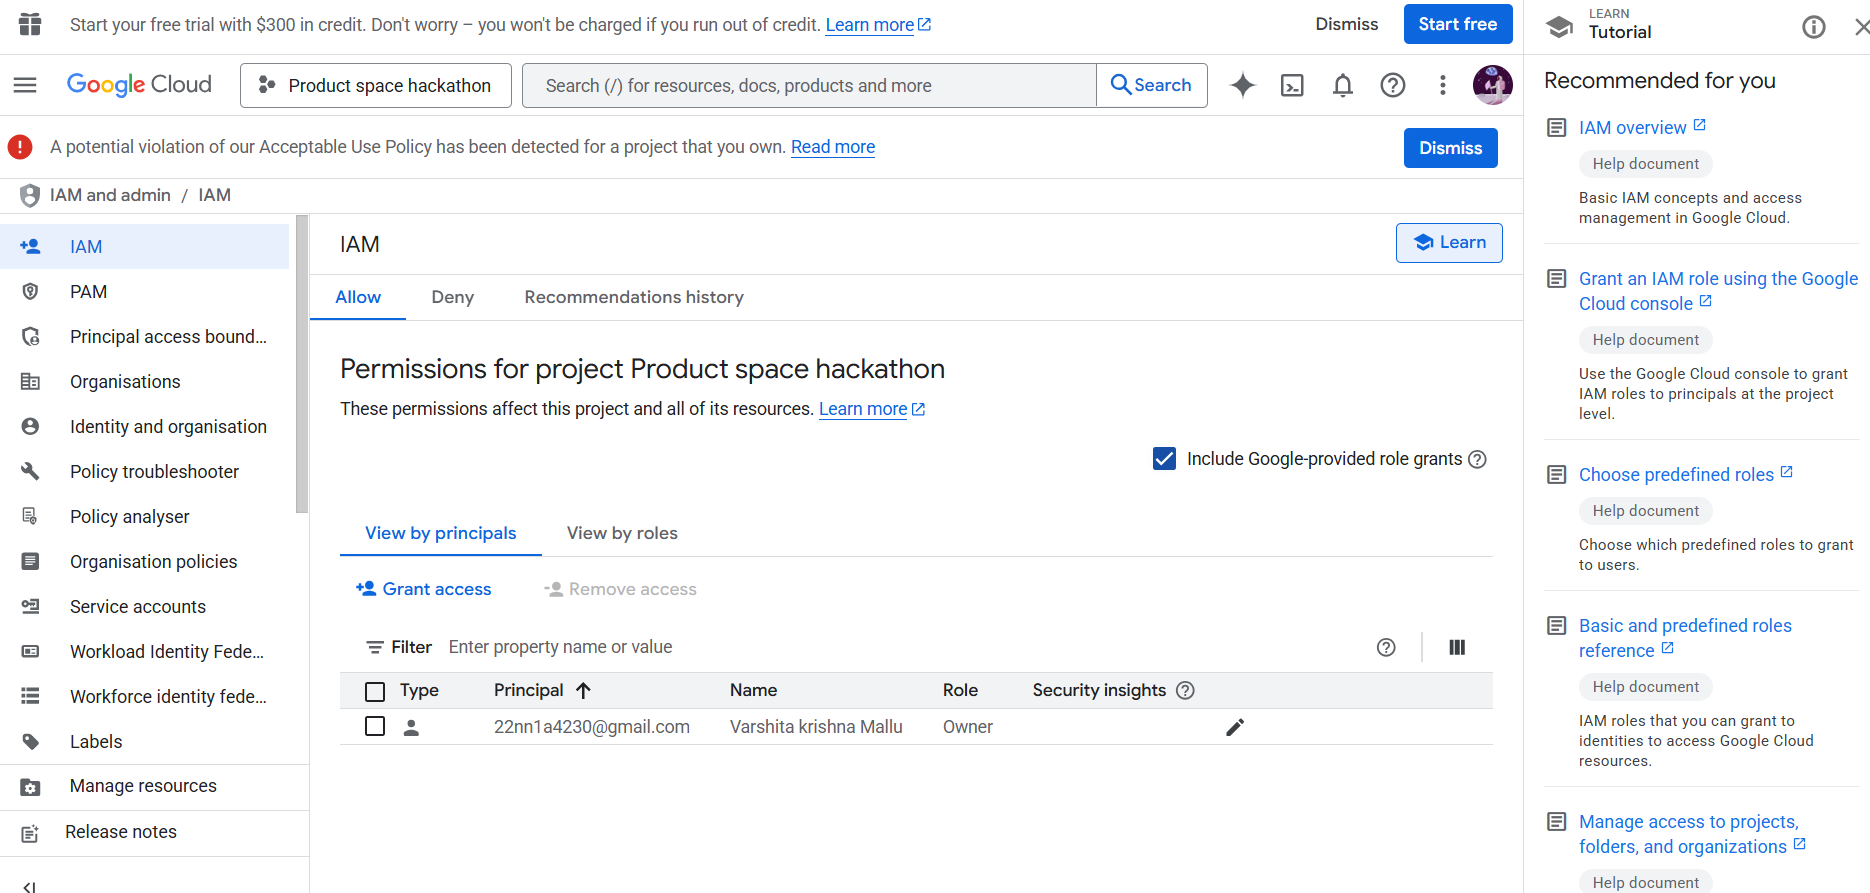 Start your free trial with $300 in credit. Don't worry – you won't be charged if you run out of credit. Learn more
Dismiss
Start free
Google Cloud
Product space hackathon
Search (/) for resources, docs, products and more
Search
A potential violation of our Acceptable Use Policy has been detected for a project that you own. Read more
Dismiss
IAM and admin / IAM
IAM
PAM
Principal access bound...
Organisations
Identity and organisation
Policy troubleshooter
Policy analyser
Organisation policies
Service accounts
Workload Identity Fede...
Workforce identity fede...
Labels
Manage resources
Release notes
IAM
Learn
Allow
Deny
Recommendations history
Permissions for project Product space hackathon
These permissions affect this project and all of its resources. Learn more
Include Google-provided role grants
View by principals
View by roles
Grant access
Remove access
Filter Enter property name or value
Type Principal Name Role Security insights
22nn1a4230@gmail.com Varshita krishna Mallu Owner
LEARN
Tutorial
Recommended for you
IAM overview
Help document
Basic IAM concepts and access
management in Google Cloud.
Grant an IAM role using the Google
Cloud console
Help document
Use the Google Cloud console to grant
IAM roles to principals at the project
level.
Choose predefined roles
Help document
Choose which predefined roles to grant
to users.
Basic and predefined roles
reference
Help document
IAM roles that you can grant to
identities to access Google Cloud
resources.
Manage access to projects,
folders, and organizations
Help document